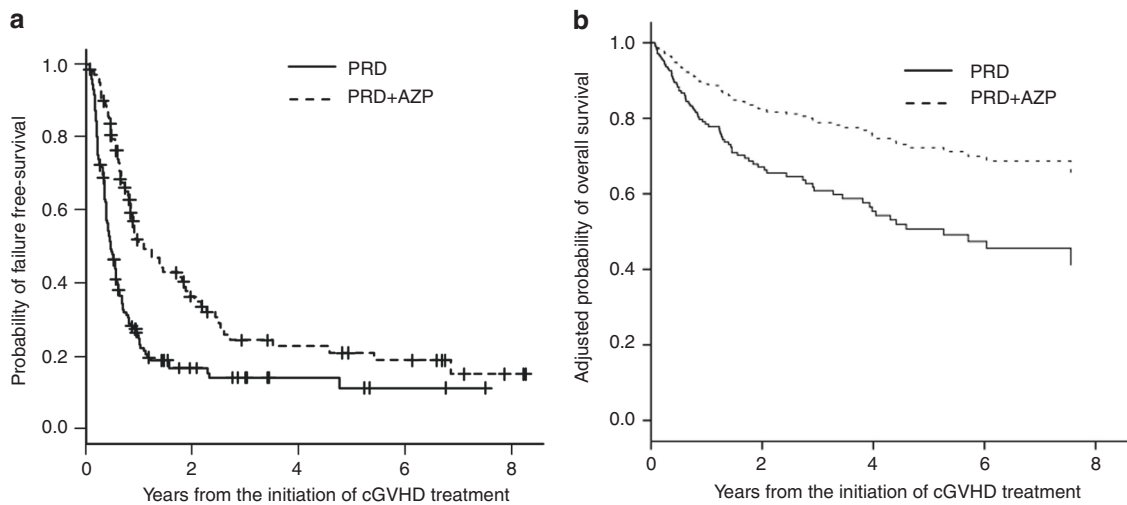 a
Probability of failure free-survival
1.0
0.8
0.6
0.4
0.2
0.0
PRD
PRD+AZP
0 2 4 6 8
Years from the initiation of cGVHD treatment
b
Adjusted probability of overall survival
1.0
0.8
0.6
0.4
0.2
0.0
PRD
PRD+AZP
0 2 4 6 8
Years from the initiation of cGVHD treatment